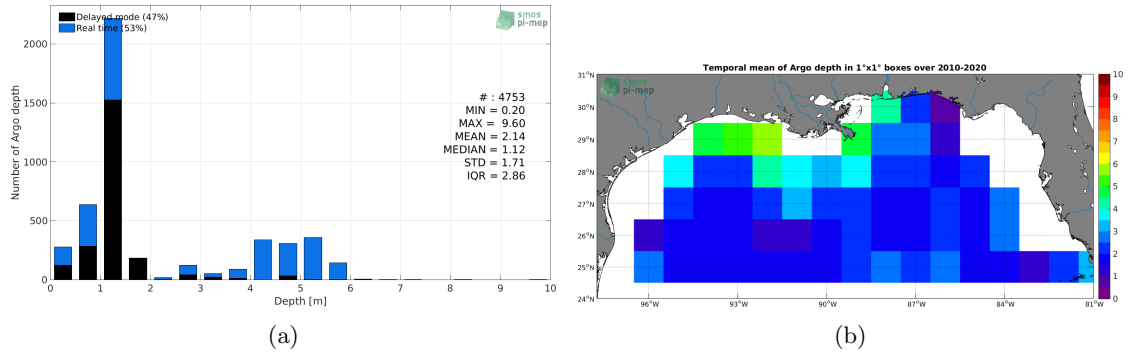 Delayed mode (47%)
Real time (53%)
smos
pi-mep
Number of Argo depth
2000
1500
1000
500
0
# : 4753
MIN = 0.20
MAX = 9.60
MEAN = 2.14
MEDIAN = 1.12
STD = 1.71
IQR = 2.86
0 1 2 3 4 5 6 7 8 9 10
Depth [m]
(a)
Temporal mean of Argo depth in 1°x1° boxes over 2010-2020
smos
pi-mep
31°N
30°N
29°N
28°N
27°N
26°N
25°N
24°N
96°W 93°W 90°W 87°W 84°W 81°W
10
9
8
7
6
5
4
3
2
1
0
(b)